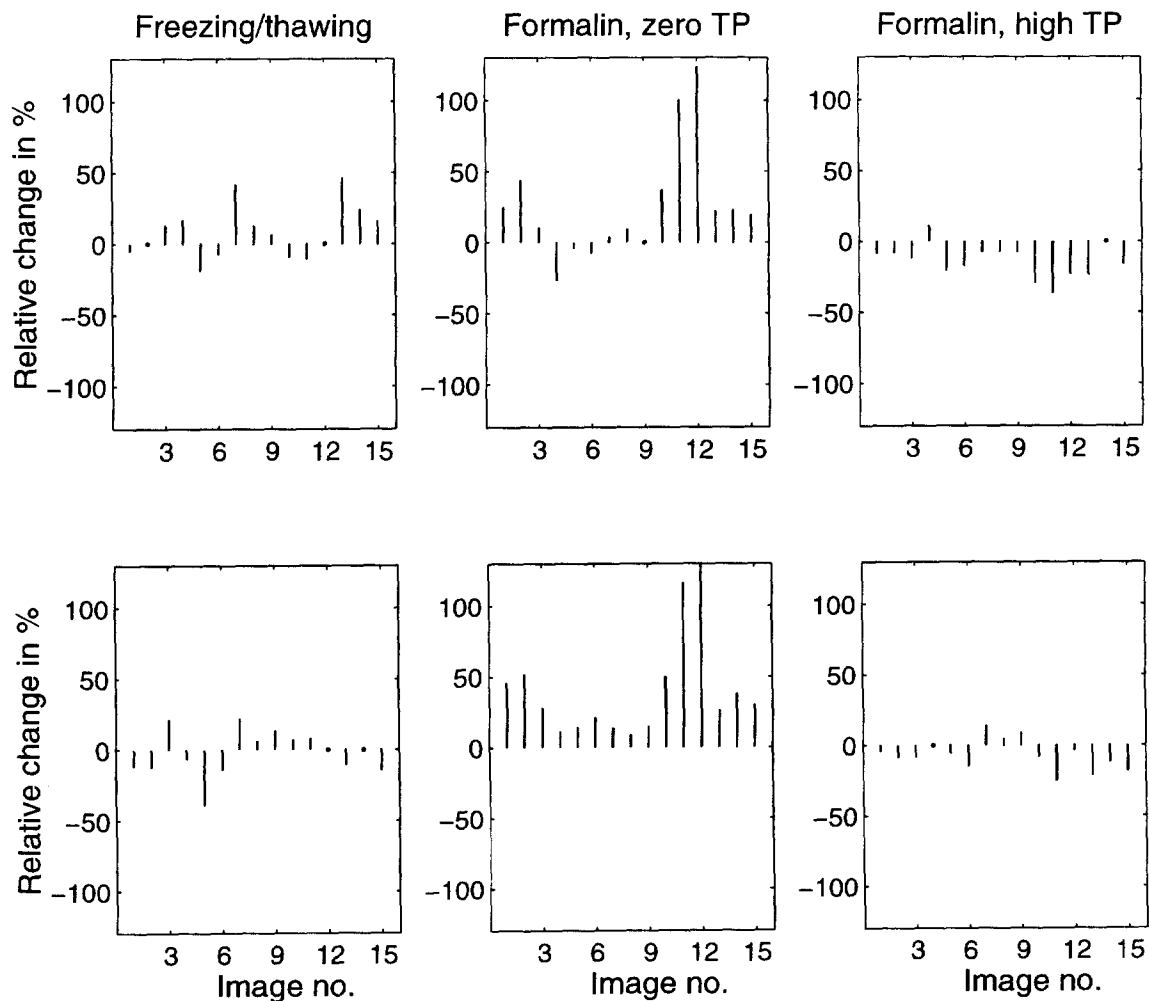 Freezing/thawing
Formalin, zero TP
Formalin, high TP
Relative change in %
100
50
0
−50
−100
3 6 9 12 15
100
50
0
−50
−100
3 6 9 12 15
100
50
0
−50
−100
3 6 9 12 15
Relative change in %
100
50
0
−50
−100
3 6 9 12 15
Image no.
100
50
0
−50
−100
3 6 9 12 15
Image no.
100
50
0
−50
−100
3 6 9 12 15
Image no.